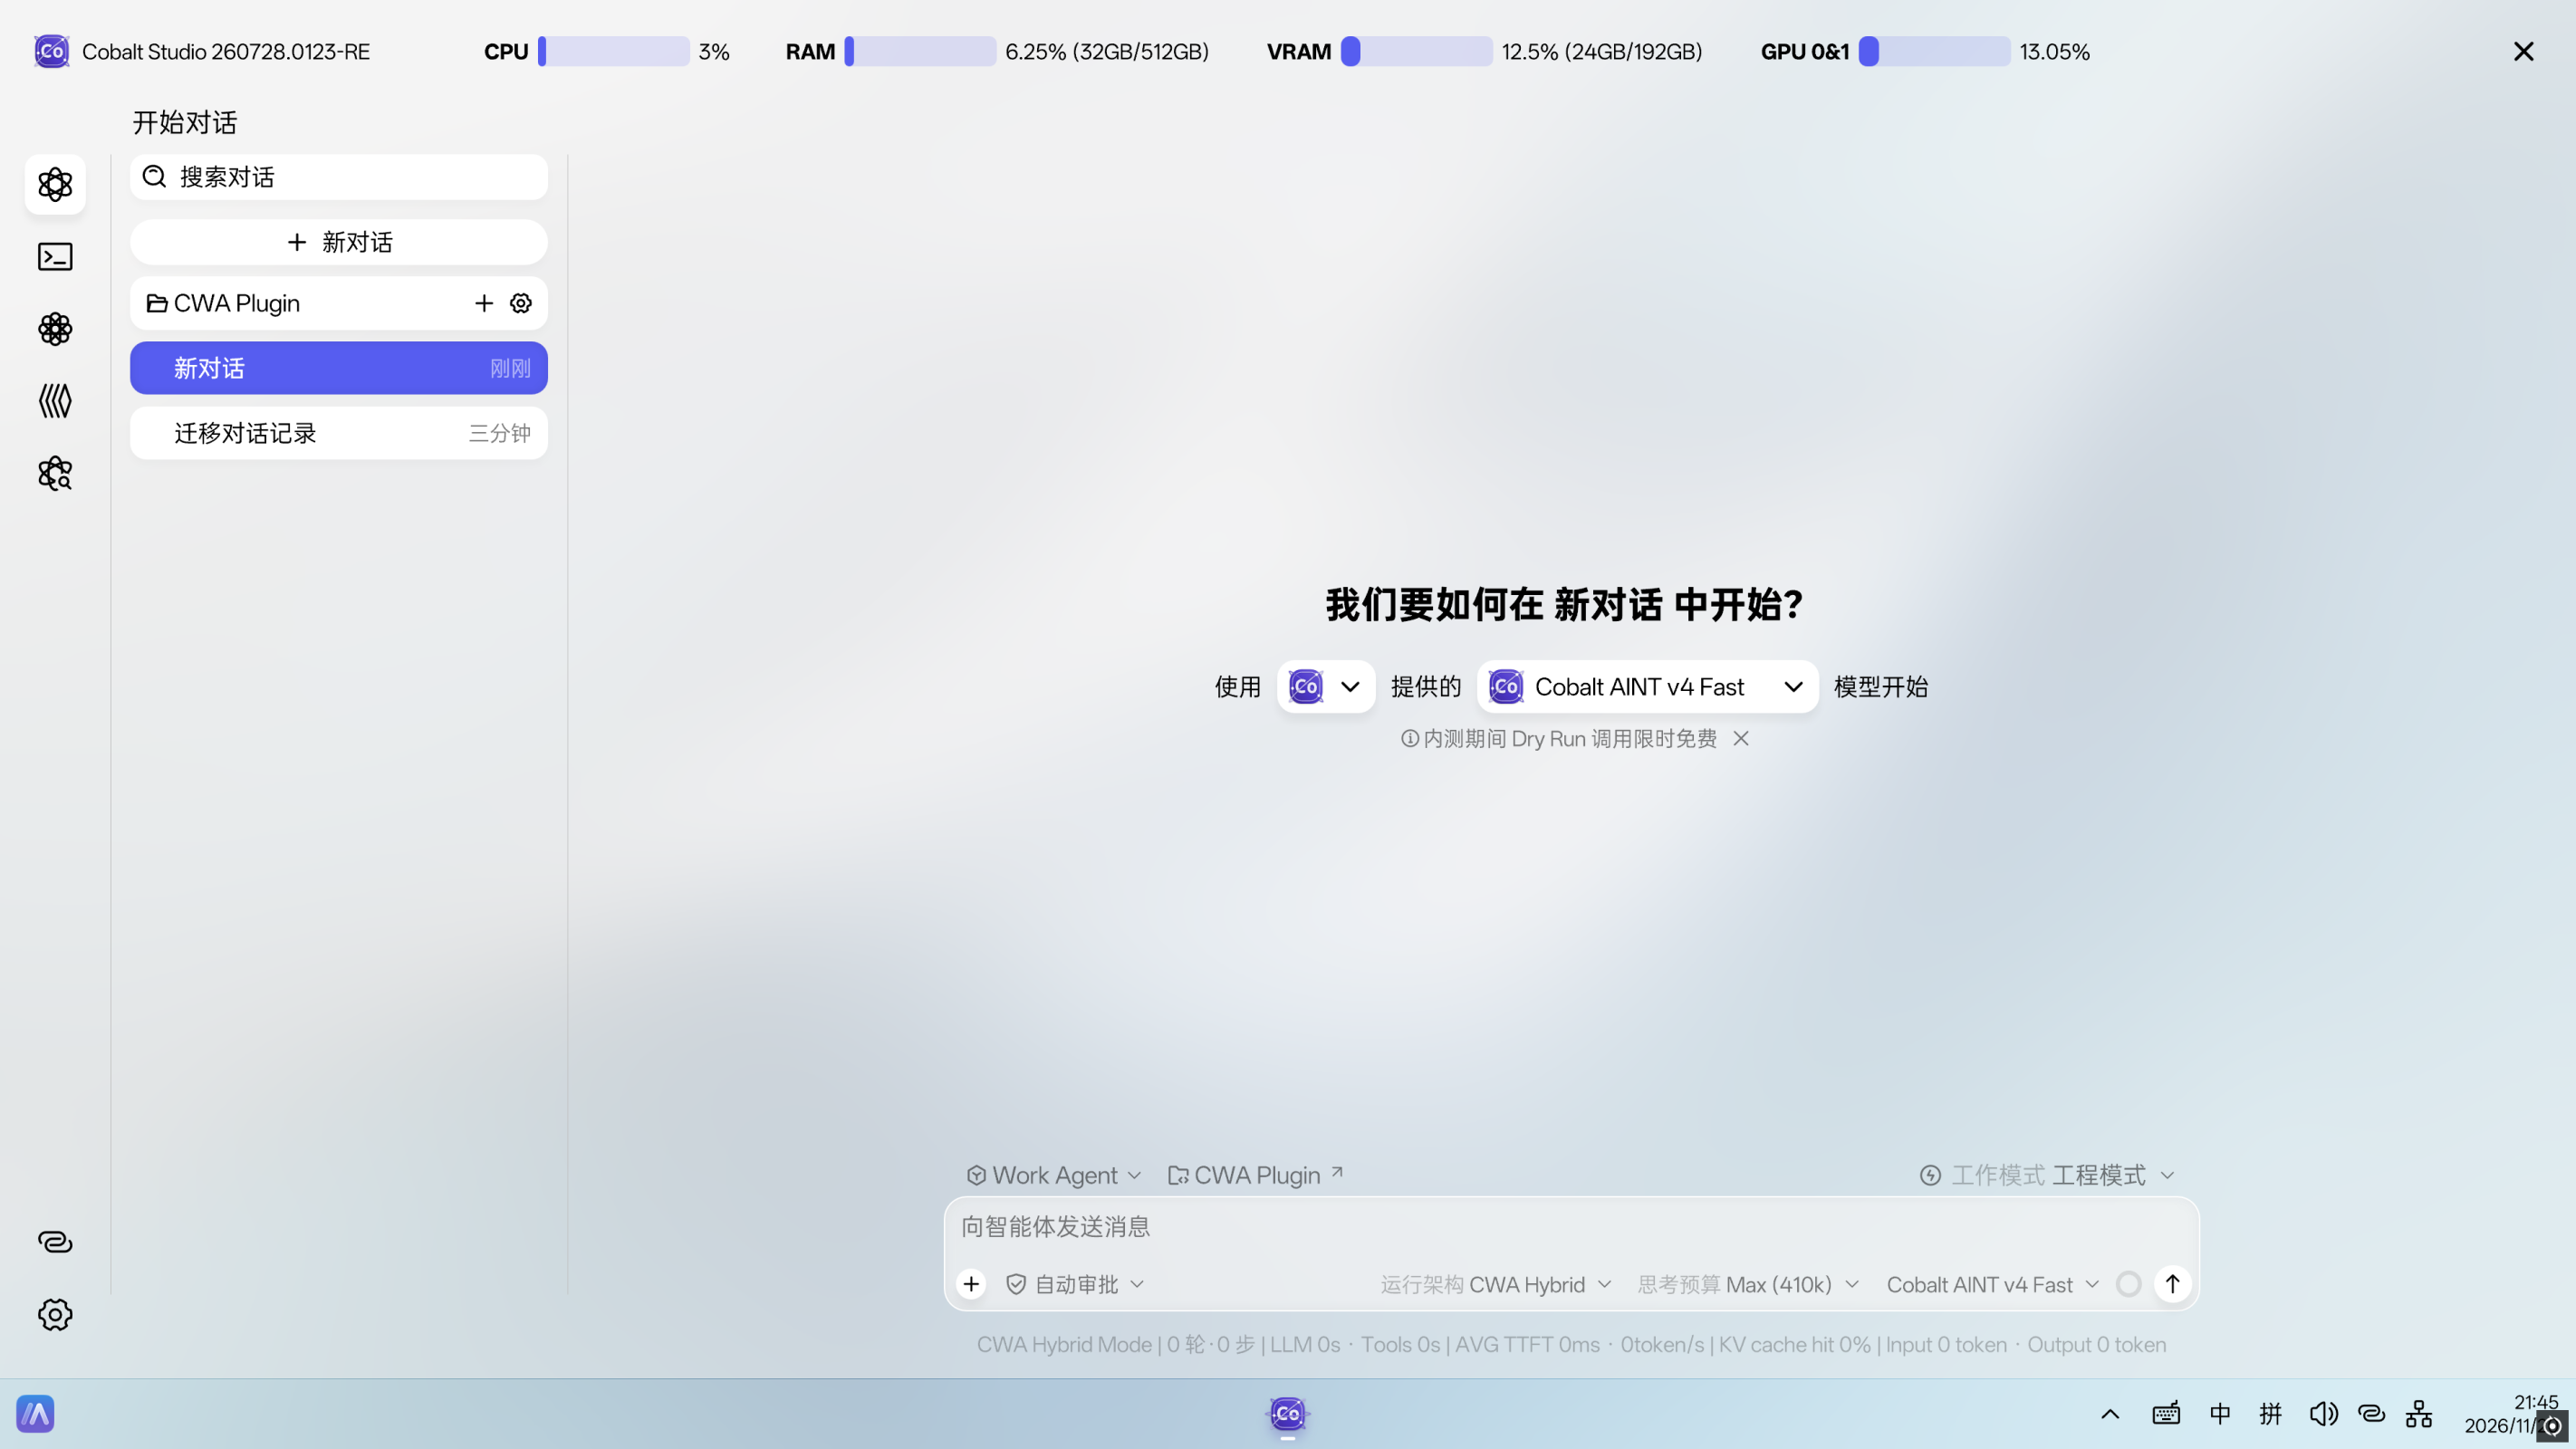 Co Cobalt Studio 260728.0123-RE CPU 3% RAM 6.25% (32GB/512GB) VRAM 12.5% (24GB/192GB) GPU 0&1 13.05%
开始对话
搜索对话
新对话
CWA Plugin
新对话 刚刚
迁移对话记录 三分钟
我们要如何在 新对话 中开始？
使用 Co 提供的 Co Cobalt AINT v4 Fast 模型开始
内测期间 Dry Run 调用限时免费
Work Agent CWA Plugin 工作模式 工程模式
向智能体发送消息
自动审批 运行架构 CWA Hybrid 思考预算 Max (410k) Cobalt AINT v4 Fast
CWA Hybrid Mode | 0 轮 · 0 步 | LLM 0s · Tools 0s | AVG TTFT 0ms · 0token/s | KV cache hit 0% | Input 0 token · Output 0 token
Co 中 拼 21:45
2026/11/